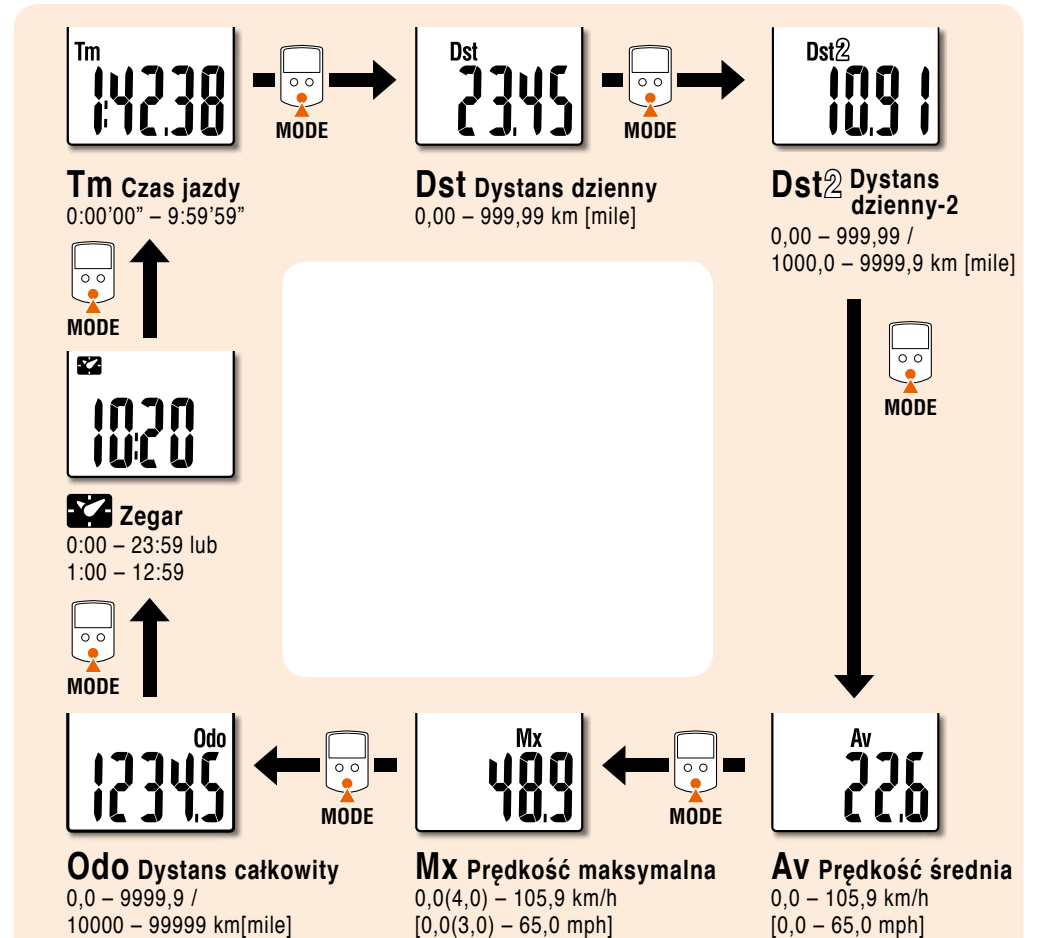 Tm
1:42.38
MODE
Dst
23.45
MODE
Dst2
10.91
Tm Czas jazdy
0:00'00” – 9:59'59”
Dst Dystans dzienny
0,00 – 999,99 km [mile]
Dst2 Dystans
dzienny-2
0,00 – 999,99 /
1000,0 – 9999,9 km [mile]
MODE
MODE
10:20
Zegar
0:00 – 23:59 lub
1:00 – 12:59
MODE
Odo
1234.5
MODE
Mx
48.9
MODE
Av
22.6
Odo Dystans całkowity
0,0 – 9999,9 /
10000 – 99999 km[mile]
Mx Prędkość maksymalna
0,0(4,0) – 105,9 km/h
[0,0(3,0) – 65,0 mph]
Av Prędkość średnia
0,0 – 105,9 km/h
[0,0 – 65,0 mph]